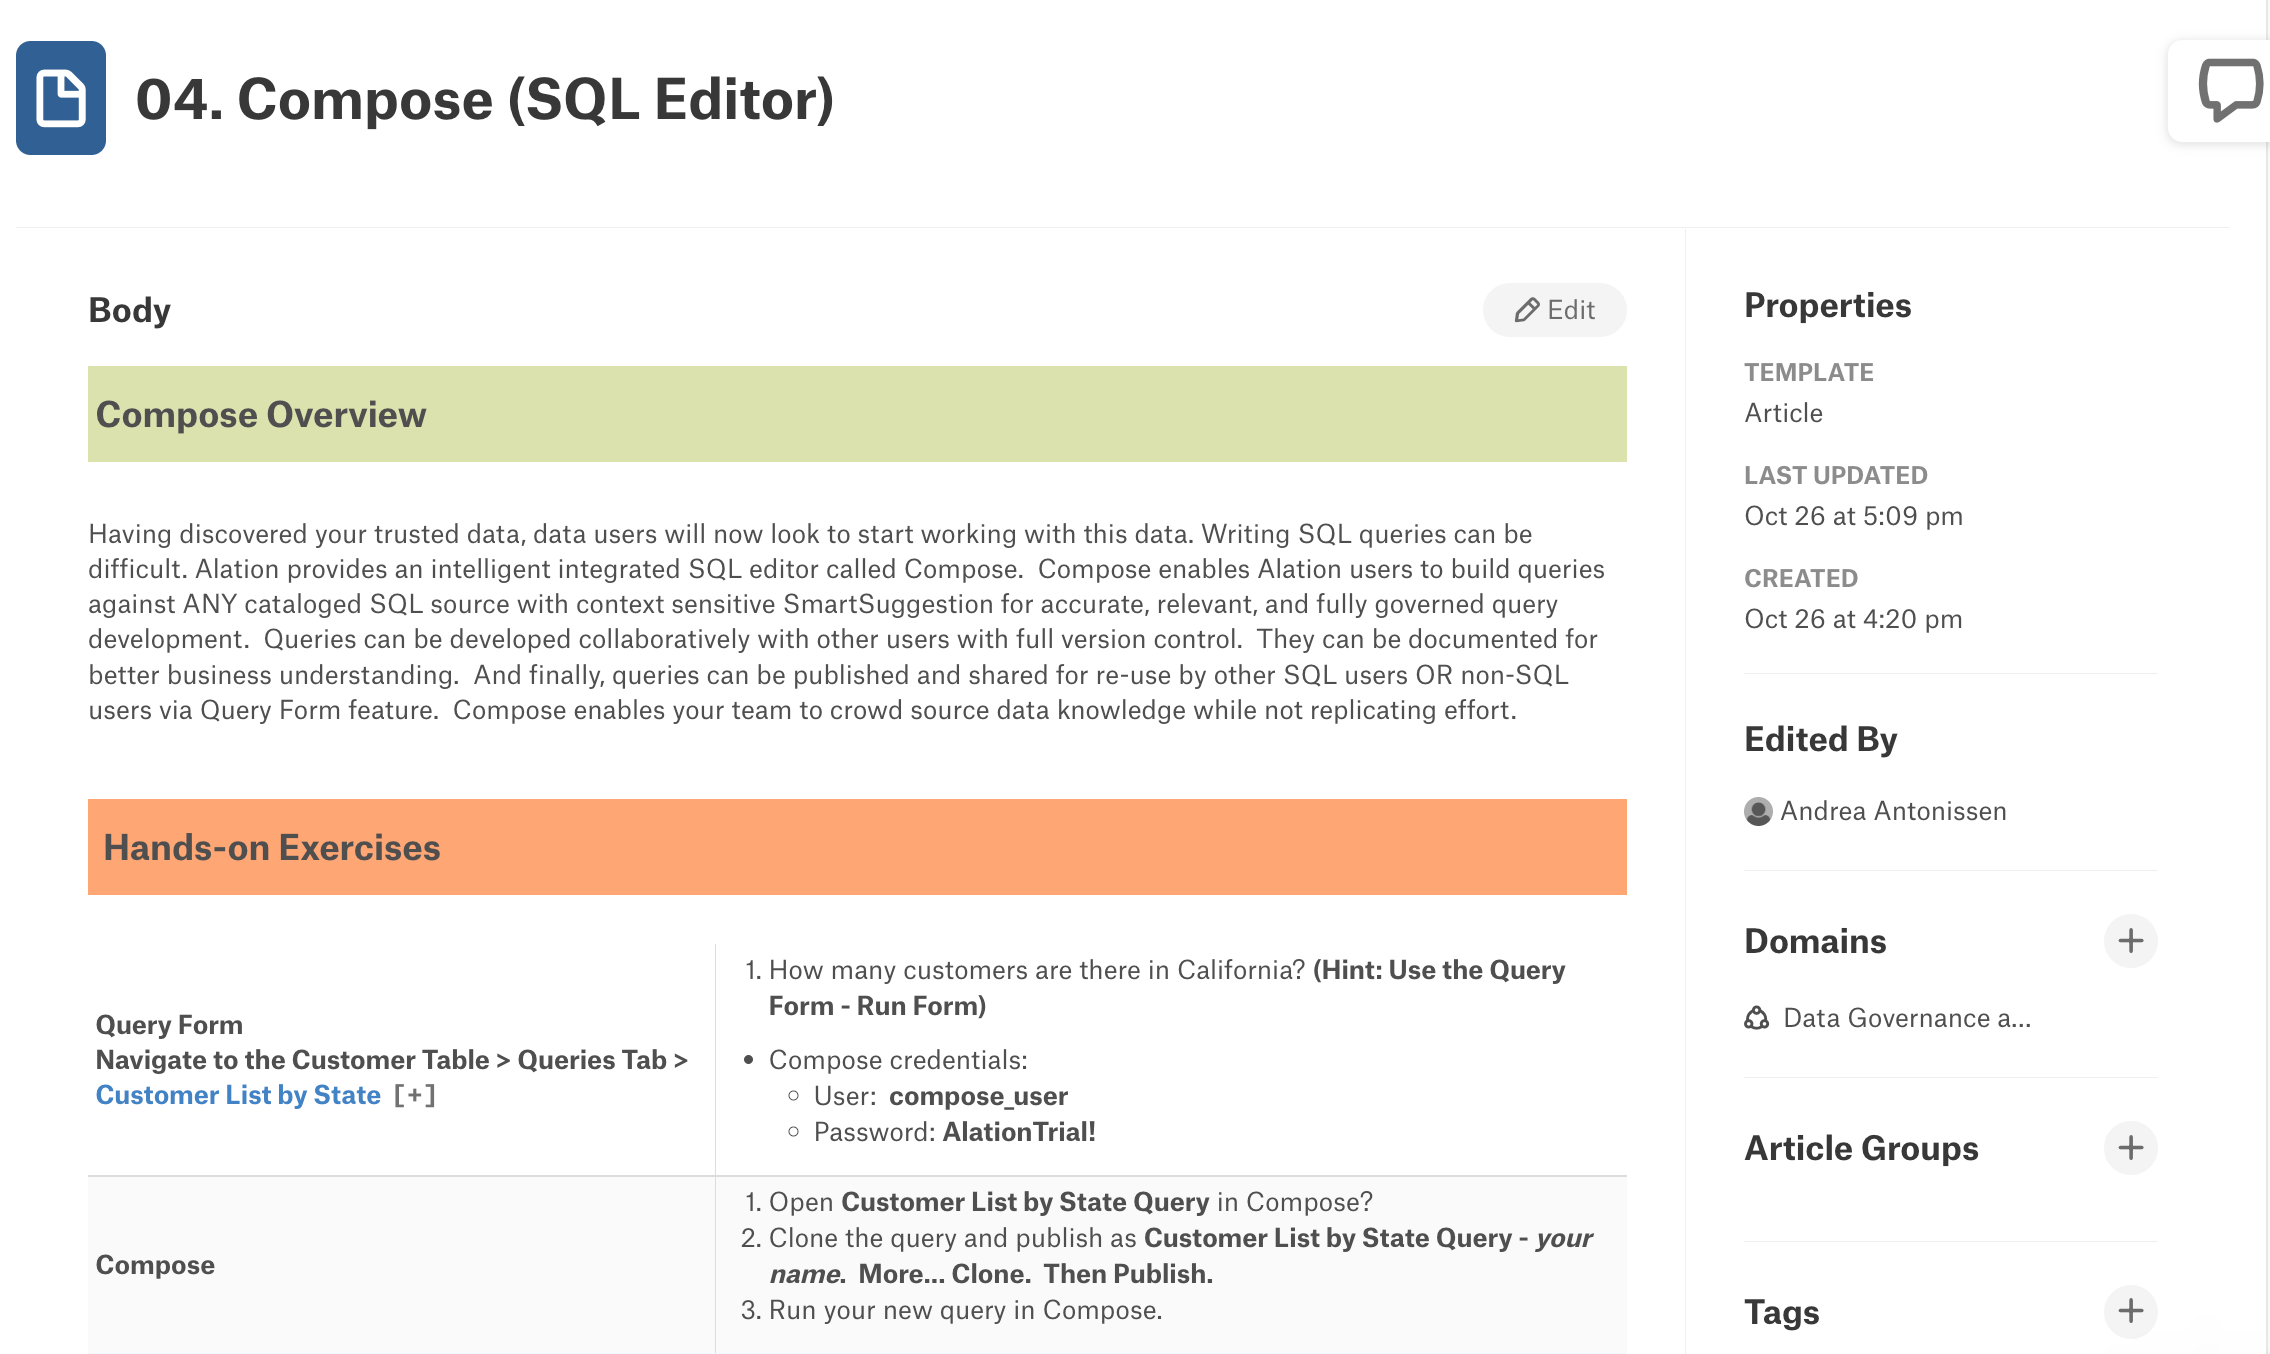 04. Compose (SQL Editor)
Body
Edit
Compose Overview
Having discovered your trusted data, data users will now look to start working with this data. Writing SQL queries can be
difficult. Alation provides an intelligent integrated SQL editor called Compose.  Compose enables Alation users to build queries
against ANY cataloged SQL source with context sensitive SmartSuggestion for accurate, relevant, and fully governed query
development.  Queries can be developed collaboratively with other users with full version control.  They can be documented for
better business understanding.  And finally, queries can be published and shared for re-use by other SQL users OR non-SQL
users via Query Form feature.  Compose enables your team to crowd source data knowledge while not replicating effort.
Hands-on Exercises
Query Form
Navigate to the Customer Table > Queries Tab >
Customer List by State [+]
1. How many customers are there in California? (Hint: Use the Query
Form - Run Form)
• Compose credentials:
◦ User:  compose_user
◦ Password: AlationTrial!
Compose
1. Open Customer List by State Query in Compose?
2. Clone the query and publish as Customer List by State Query - your
name.  More... Clone.  Then Publish.
3. Run your new query in Compose.
Properties
TEMPLATE
Article
LAST UPDATED
Oct 26 at 5:09 pm
CREATED
Oct 26 at 4:20 pm
Edited By
Andrea Antonissen
Domains
Data Governance a...
Article Groups
Tags